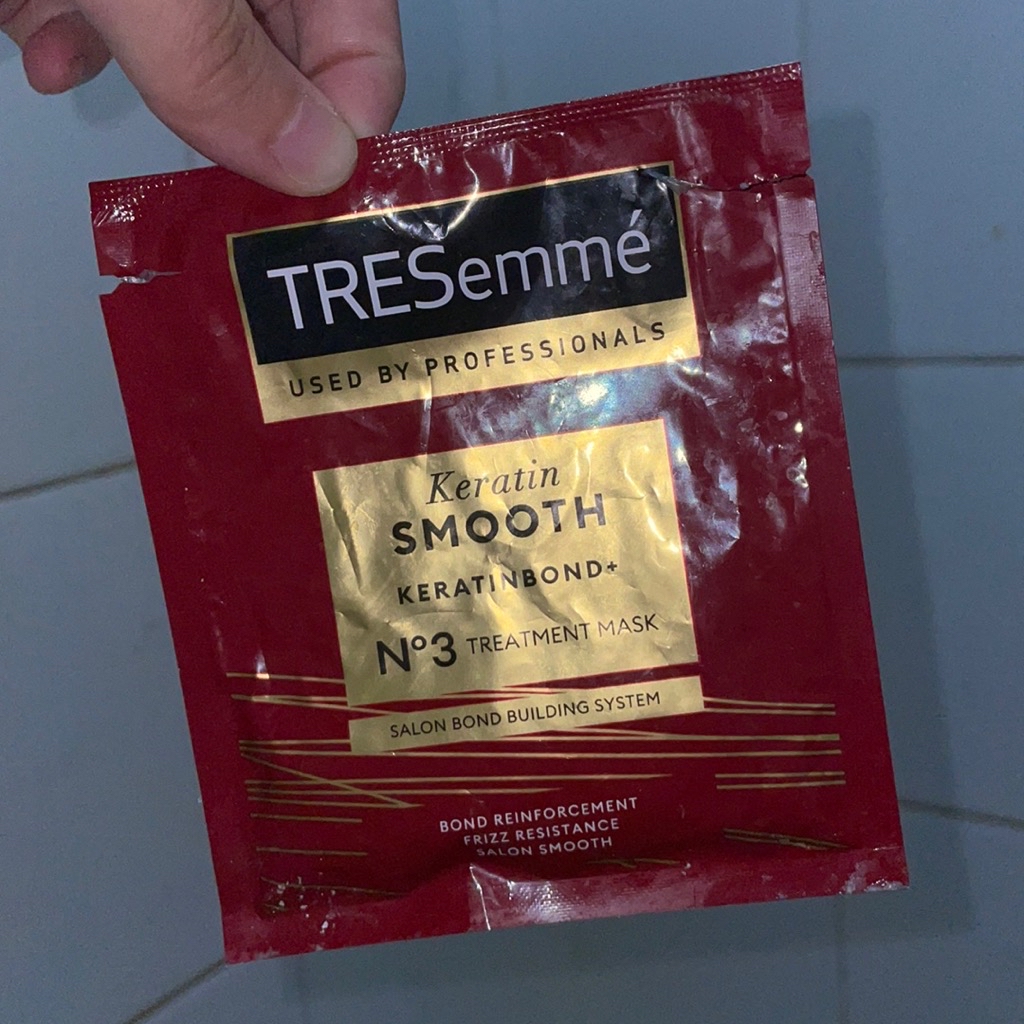 TRESemmé
USED BY PROFESSIONALS
Keratin
SMOOTH
KERATINBOND+
Nº3 TREATMENT MASK
SALON BOND BUILDING SYSTEM
BOND REINFORCEMENT
FRIZZ RESISTANCE
SALON SMOOTH